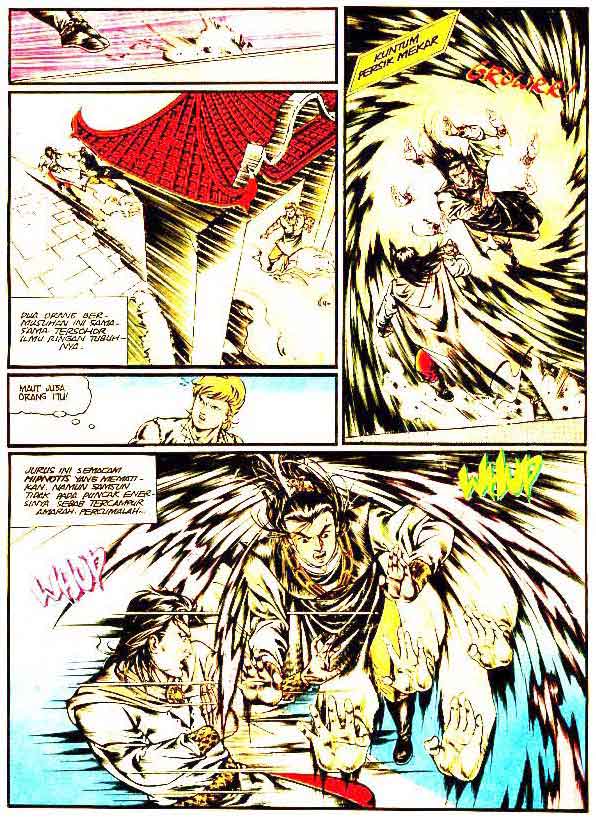 DUA ORANG BER-
MUSUHAN INI SAMA-
SAMA TERSOHOR
ILMU RINGAN TUBUH-
NYA.
MAUT JUGA
ORANG ITU!
KUNTUM
PERSIK MEKAR
GROWRR!
JURUS INI SEMACAM
HIPNOTIS YANG MEMATI-
KAN. NAMUN SAMSUN
TIDAK PADA PUNCAK ENER-
SINYA SEBAB TERCAMPUR
AMARAH. PERCUMALAH.
WHUP
WHUP